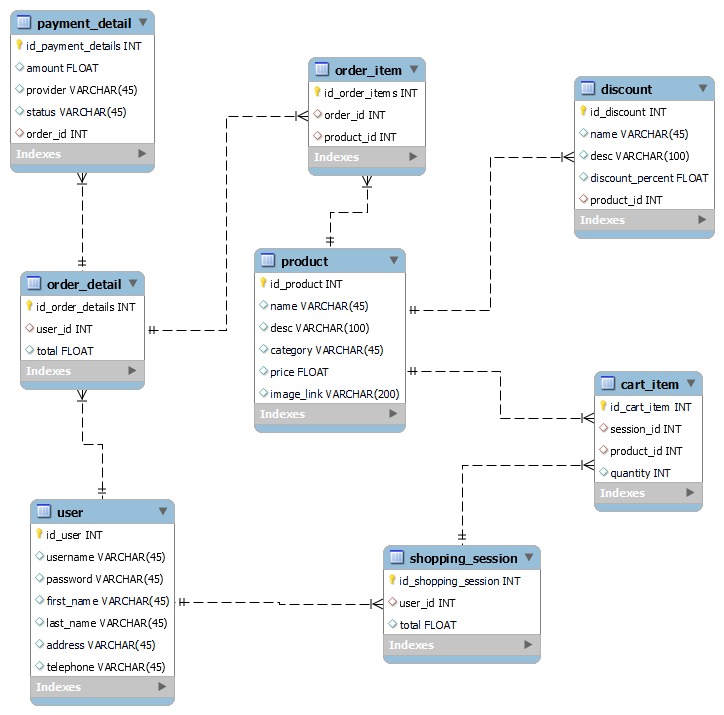 payment_detail
id_payment_details INT
amount FLOAT
provider VARCHAR(45)
status VARCHAR(45)
order_id INT
Indexes
order_item
id_order_items INT
order_id INT
product_id INT
Indexes
discount
id_discount INT
name VARCHAR(45)
desc VARCHAR(100)
discount_percent FLOAT
product_id INT
Indexes
order_detail
id_order_details INT
user_id INT
total FLOAT
Indexes
product
id_product INT
name VARCHAR(45)
desc VARCHAR(100)
category VARCHAR(45)
price FLOAT
image_link VARCHAR(200)
Indexes
cart_item
id_cart_item INT
session_id INT
product_id INT
quantity INT
Indexes
user
id_user INT
username VARCHAR(45)
password VARCHAR(45)
first_name VARCHAR(45)
last_name VARCHAR(45)
address VARCHAR(45)
telephone VARCHAR(45)
Indexes
shopping_session
id_shopping_session INT
user_id INT
total FLOAT
Indexes